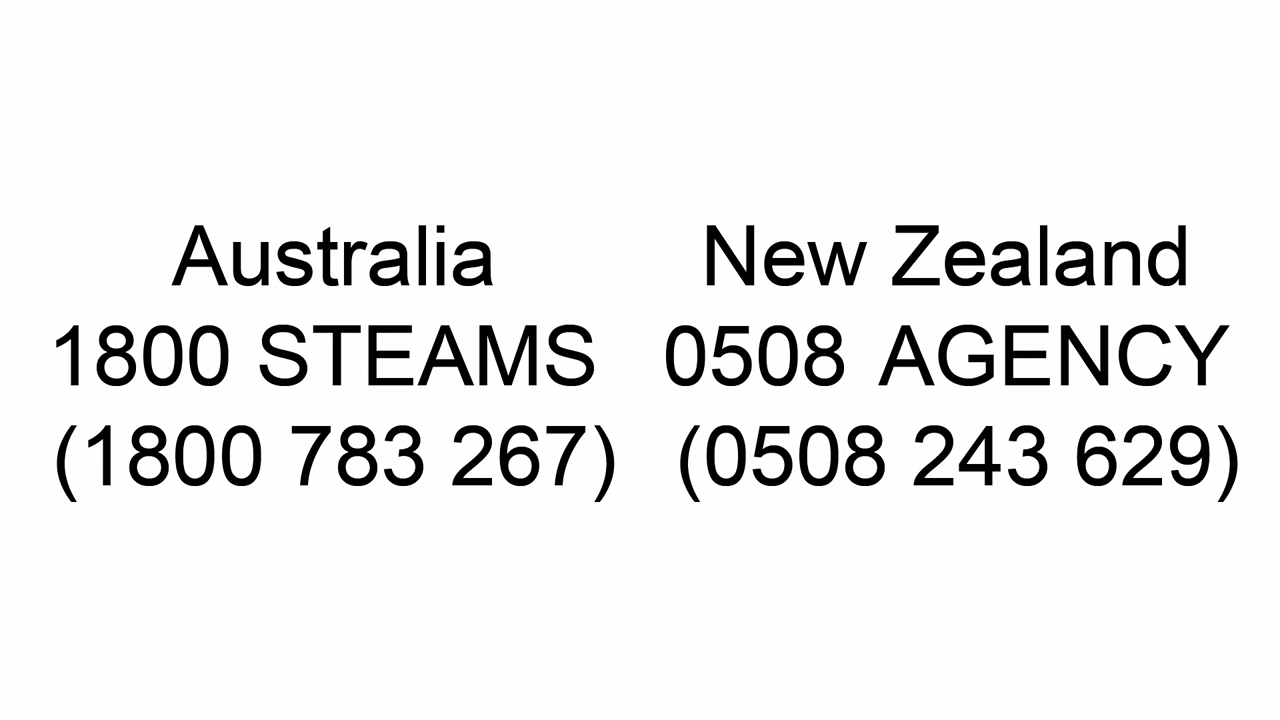 Australia
1800 STEAMS
(1800 783 267)
New Zealand
0508 AGENCY
(0508 243 629)